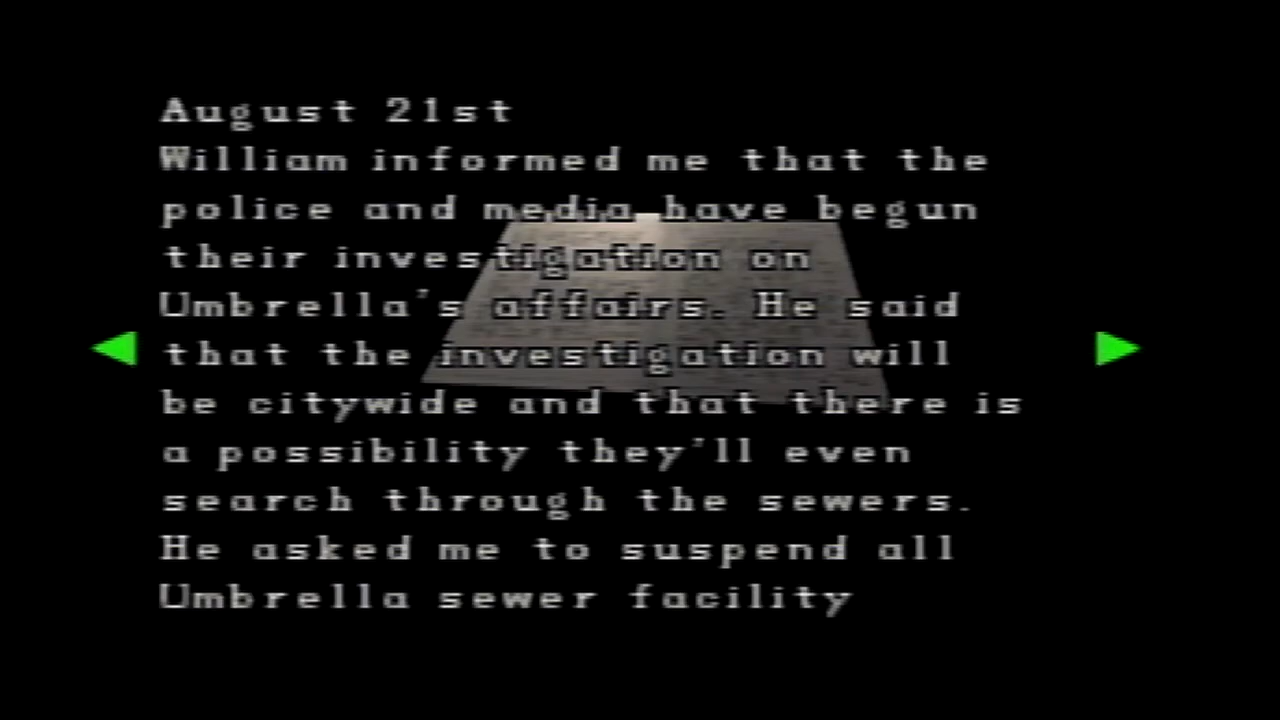 August 21st
William informed me that the
police and media have begun
their investigation on
Umbrella's affairs. He said
that the investigation will
be citywide and that there is
a possibility they'll even
search through the sewers.
He asked me to suspend all
Umbrella sewer facility